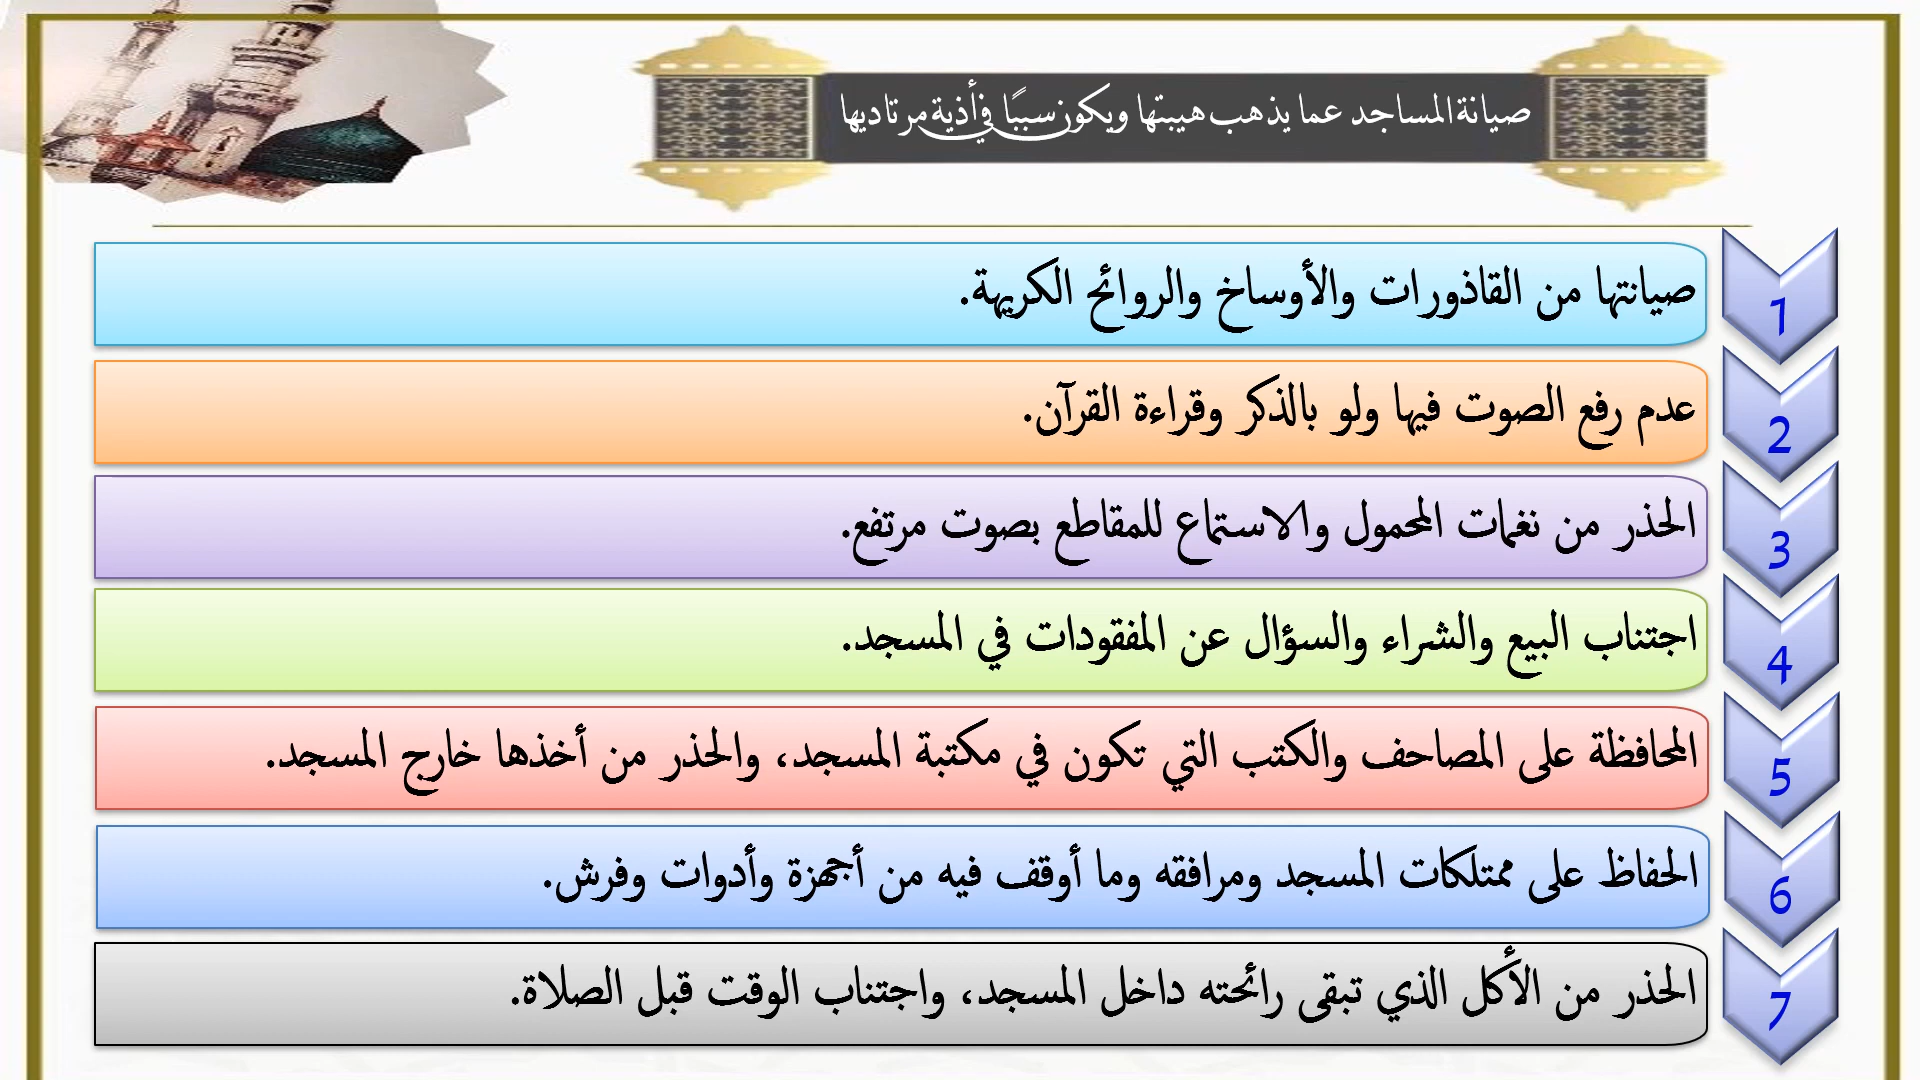 صيانة المساجد عما يذهب هيبتها ويكون سببًا في أذية مرتاديها
1 صيانتها من القاذورات والأوساخ والروائح الكريهة.
2 عدم رفع الصوت فيها ولو بالذكر وقراءة القرآن.
3 الحذر من نغمات المحمول والاستماع للمقاطع بصوت مرتفع.
4 اجتناب البيع والشراء والسؤال عن المفقودات في المسجد.
5 المحافظة على المصاحف والكتب التي تكون في مكتبة المسجد، والحذر من أخذها خارج المسجد.
6 الحفاظ على ممتلكات المسجد ومرافقه وما أوقف فيه من أجهزة وأدوات وفرش.
7 الحذر من الأكل الذي تبقى رائحته داخل المسجد، واجتناب الوقت قبل الصلاة.